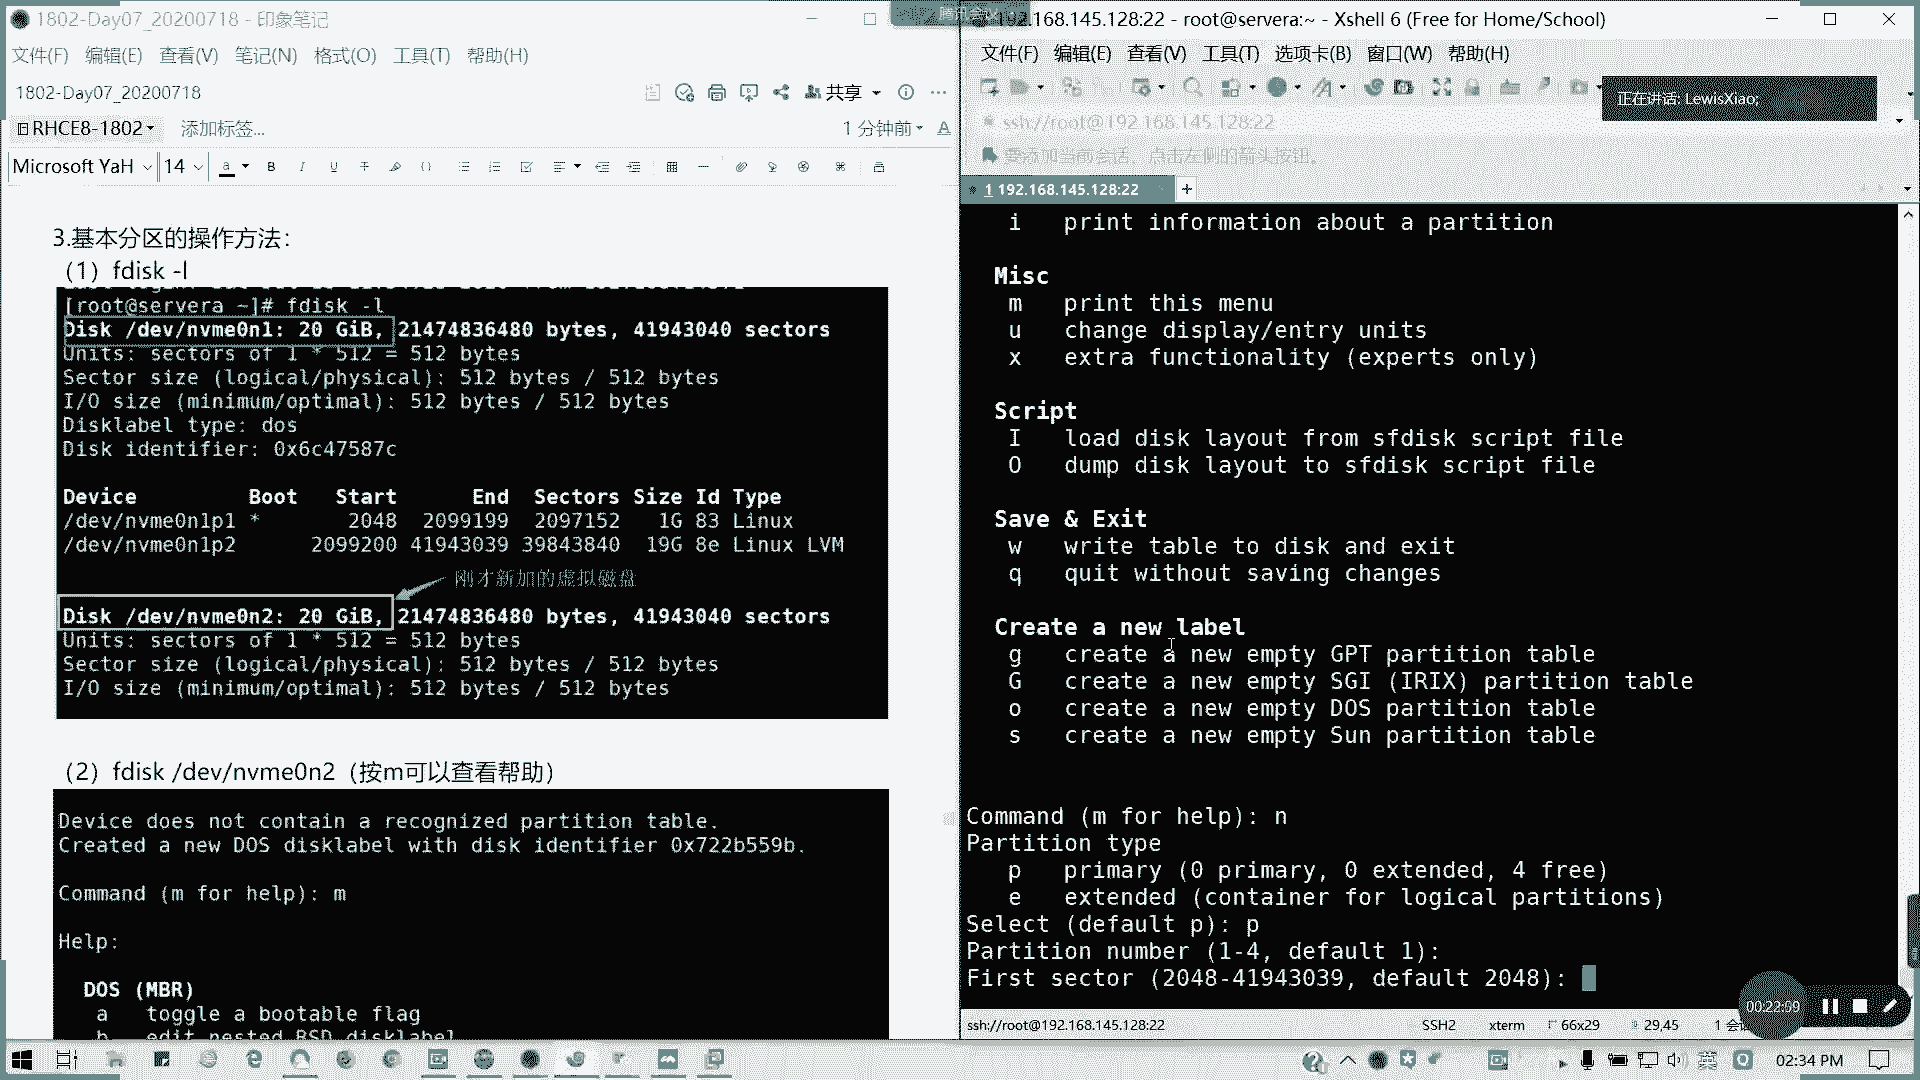 1802-Day07_20200718 - 印象笔记
文件(F) 编辑(E) 查看(V) 笔记(N) 格式(O) 工具(T) 帮助(H)
1802-Day07_20200718
共享
RHCE8-1802
添加标签...
1 分钟前
Microsoft YaH
14
3.基本分区的操作方法：
（1）fdisk -l
[root@servera ~]# fdisk -l
Disk /dev/nvme0n1: 20 GiB, 21474836480 bytes, 41943040 sectors
Units: sectors of 1 * 512 = 512 bytes
Sector size (logical/physical): 512 bytes / 512 bytes
I/O size (minimum/optimal): 512 bytes / 512 bytes
Disklabel type: dos
Disk identifier: 0x6c47587c
Device Boot Start End Sectors Size Id Type
/dev/nvme0n1p1 * 2048 2099199 2097152 1G 83 Linux
/dev/nvme0n1p2 2099200 41943039 39843840 19G 8e Linux LVM
刚才新加的虚拟磁盘
Disk /dev/nvme0n2: 20 GiB, 21474836480 bytes, 41943040 sectors
Units: sectors of 1 * 512 = 512 bytes
Sector size (logical/physical): 512 bytes / 512 bytes
I/O size (minimum/optimal): 512 bytes / 512 bytes
（2）fdisk /dev/nvme0n2（按m可以查看帮助）
Device does not contain a recognized partition table.
Created a new DOS disklabel with disk identifier 0x722b559b.
Command (m for help): m
Help:
DOS (MBR)
a toggle a bootable flag
b edit nested BSD disklabel
腾讯会议
192.168.145.128:22 - root@servera:~ - Xshell 6 (Free for Home/School)
文件(F) 编辑(E) 查看(V) 工具(T) 选项卡(B) 窗口(W) 帮助(H)
正在讲话: LewisXiao;
ssh://root@192.168.145.128:22
要添加当前会话，点击左侧的箭头按钮。
1 192.168.145.128:22
i print information about a partition
Misc
m print this menu
u change display/entry units
x extra functionality (experts only)
Script
I load disk layout from sfdisk script file
O dump disk layout to sfdisk script file
Save & Exit
w write table to disk and exit
q quit without saving changes
Create a new label
g create a new empty GPT partition table
G create a new empty SGI (IRIX) partition table
o create a new empty DOS partition table
s create a new empty Sun partition table
Command (m for help): n
Partition type
p primary (0 primary, 0 extended, 4 free)
e extended (container for logical partitions)
Select (default p): p
Partition number (1-4, default 1):
First sector (2048-41943039, default 2048):
ssh://root@192.168.145.128:22
SSH2
xterm
66x29
29,45
1 会
英
02:34 PM